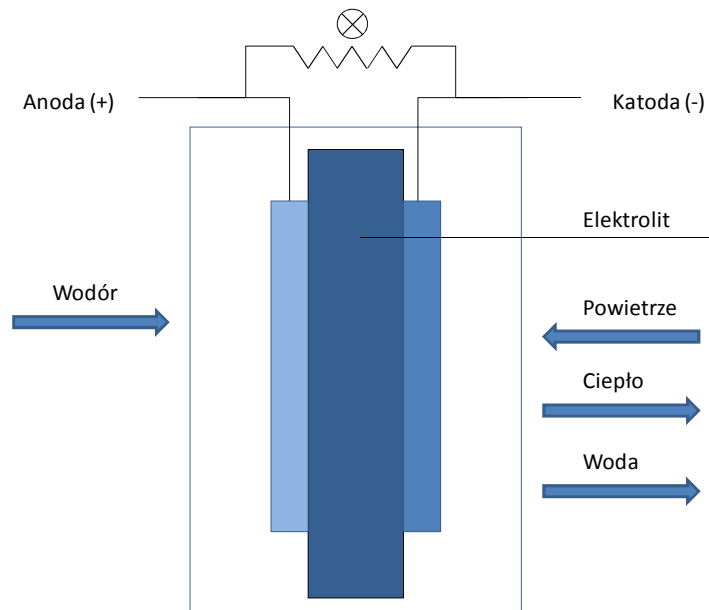 Anoda (+)
Katoda (-)
Elektrolit
Wodór
Powietrze
Ciepło
Woda